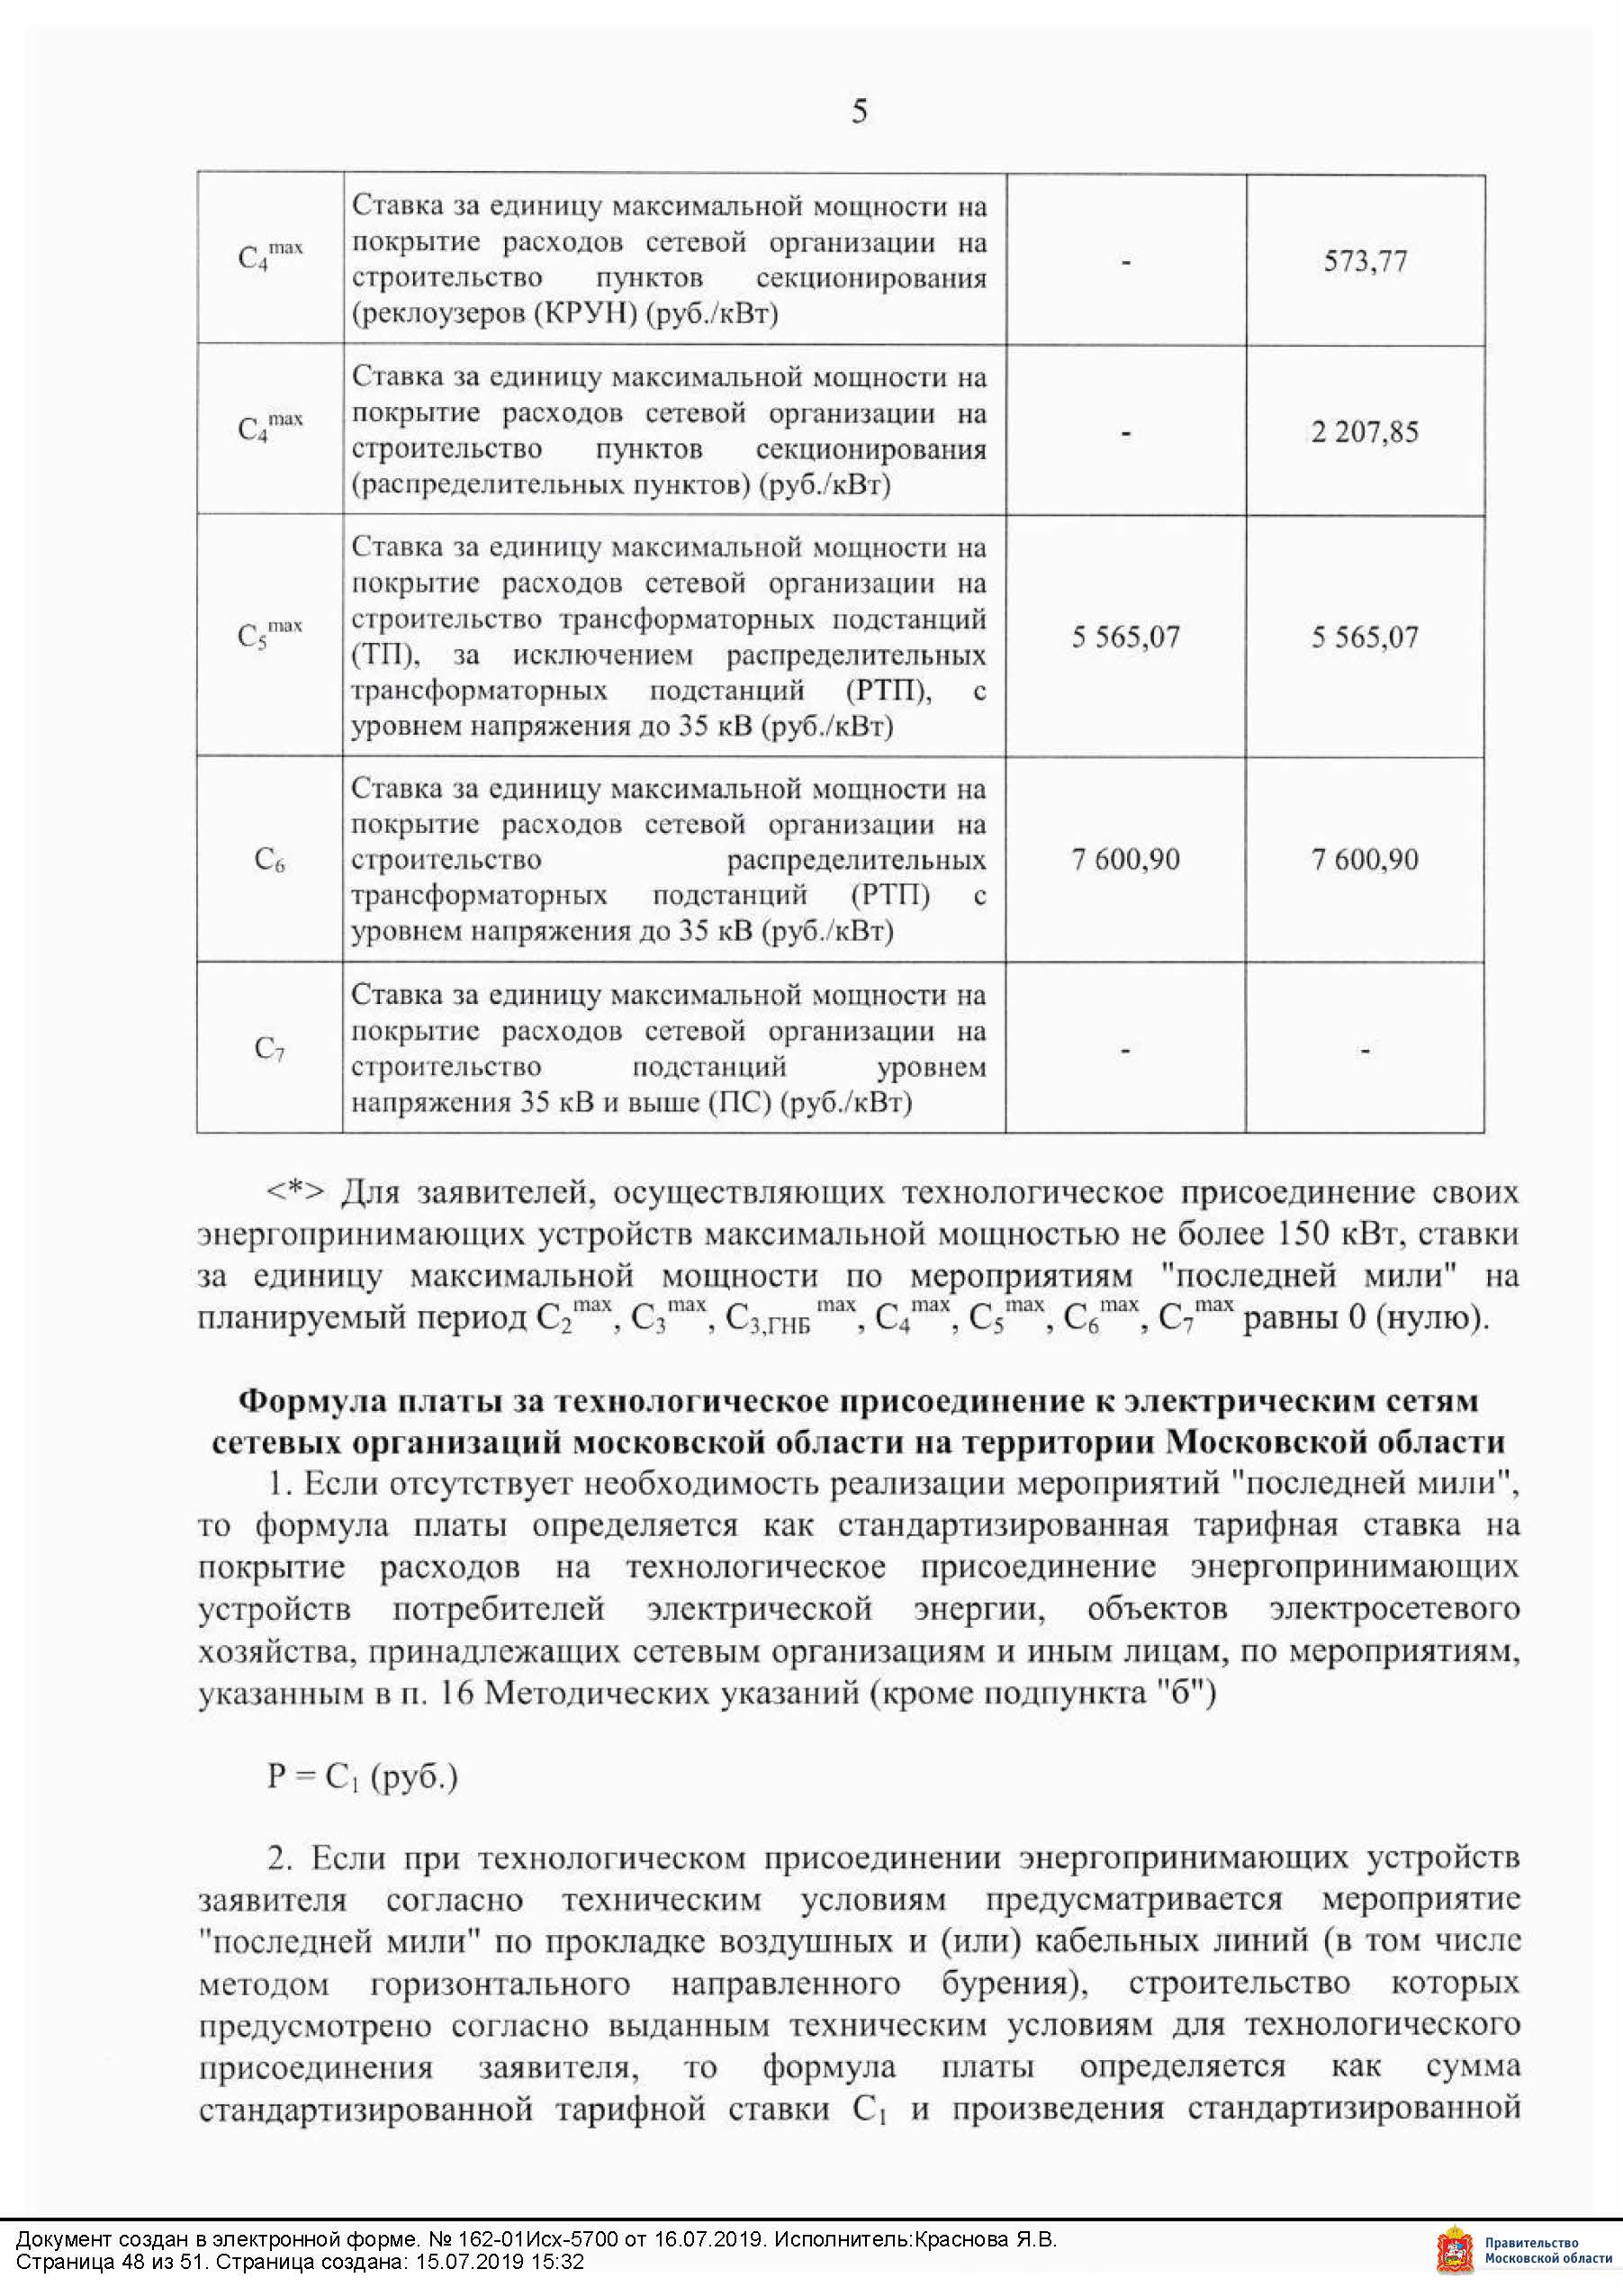 5
C₄ᵐᵃˣ
Ставка за единицу максимальной мощности на
покрытие расходов сетевой организации на
строительство пунктов секционирования
(реклоузеров (КРУН) (руб./кВт)
-
573,77
C₄ᵐᵃˣ
Ставка за единицу максимальной мощности на
покрытие расходов сетевой организации на
строительство пунктов секционирования
(распределительных пунктов) (руб./кВт)
-
2 207,85
C₅ᵐᵃˣ
Ставка за единицу максимальной мощности на
покрытие расходов сетевой организации на
строительство трансформаторных подстанций
(ТП), за исключением распределительных
трансформаторных подстанций (РТП), с
уровнем напряжения до 35 кВ (руб./кВт)
5 565,07
5 565,07
C₆
Ставка за единицу максимальной мощности на
покрытие расходов сетевой организации на
строительство распределительных
трансформаторных подстанций (РТП) с
уровнем напряжения до 35 кВ (руб./кВт)
7 600,90
7 600,90
C₇
Ставка за единицу максимальной мощности на
покрытие расходов сетевой организации на
строительство подстанций уровнем
напряжения 35 кВ и выше (ПС) (руб./кВт)
-
-
<*> Для заявителей, осуществляющих технологическое присоединение своих
энергопринимающих устройств максимальной мощностью не более 150 кВт, ставки
за единицу максимальной мощности по мероприятиям "последней мили" на
планируемый период C₂ᵐᵃˣ, C₃ᵐᵃˣ, C₃,ГНБᵐᵃˣ, C₄ᵐᵃˣ, C₅ᵐᵃˣ, C₆ᵐᵃˣ, C₇ᵐᵃˣ равны 0 (нулю).
Формула платы за технологическое присоединение к электрическим сетям
сетевых организаций московской области на территории Московской области
1. Если отсутствует необходимость реализации мероприятий "последней мили",
то формула платы определяется как стандартизированная тарифная ставка на
покрытие расходов на технологическое присоединение энергопринимающих
устройств потребителей электрической энергии, объектов электросетевого
хозяйства, принадлежащих сетевым организациям и иным лицам, по мероприятиям,
указанным в п. 16 Методических указаний (кроме подпункта "б")
P = C₁ (руб.)
2. Если при технологическом присоединении энергопринимающих устройств
заявителя согласно техническим условиям предусматривается мероприятие
"последней мили" по прокладке воздушных и (или) кабельных линий (в том числе
методом горизонтального направленного бурения), строительство которых
предусмотрено согласно выданным техническим условиям для технологического
присоединения заявителя, то формула платы определяется как сумма
стандартизированной тарифной ставки C₁ и произведения стандартизированной
Документ создан в электронной форме. № 162-01Исх-5700 от 16.07.2019. Исполнитель:Краснова Я.В.
Страница 48 из 51. Страница создана: 15.07.2019 15:32
Правительство
Московской области